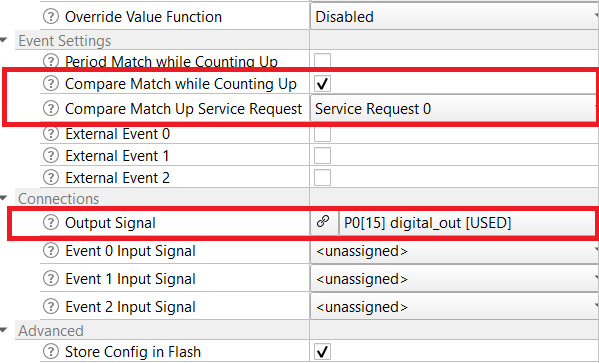 Override Value Function Disabled
Event Settings
Period Match while Counting Up
Compare Match while Counting Up
Compare Match Up Service Request Service Request 0
External Event 0
External Event 1
External Event 2
Connections
Output Signal P0[15] digital_out [USED]
Event 0 Input Signal <unassigned>
Event 1 Input Signal <unassigned>
Event 2 Input Signal <unassigned>
Advanced
Store Config in Flash